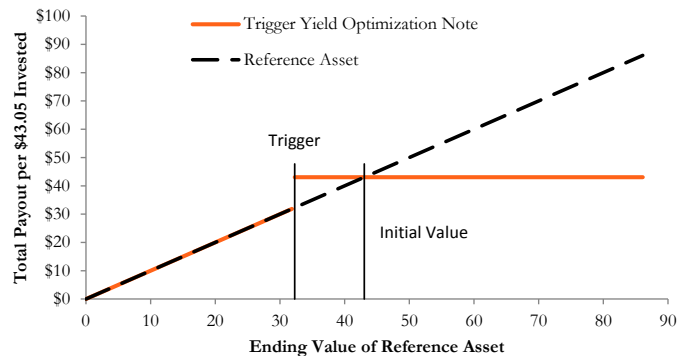 $100
$90
$80
$70
$60
$50
$40
$30
$20
$10
$0
Total Payout per $43.05 Invested
Trigger Yield Optimization Note
Reference Asset
Trigger
Initial Value
0 10 20 30 40 50 60 70 80 90
Ending Value of Reference Asset